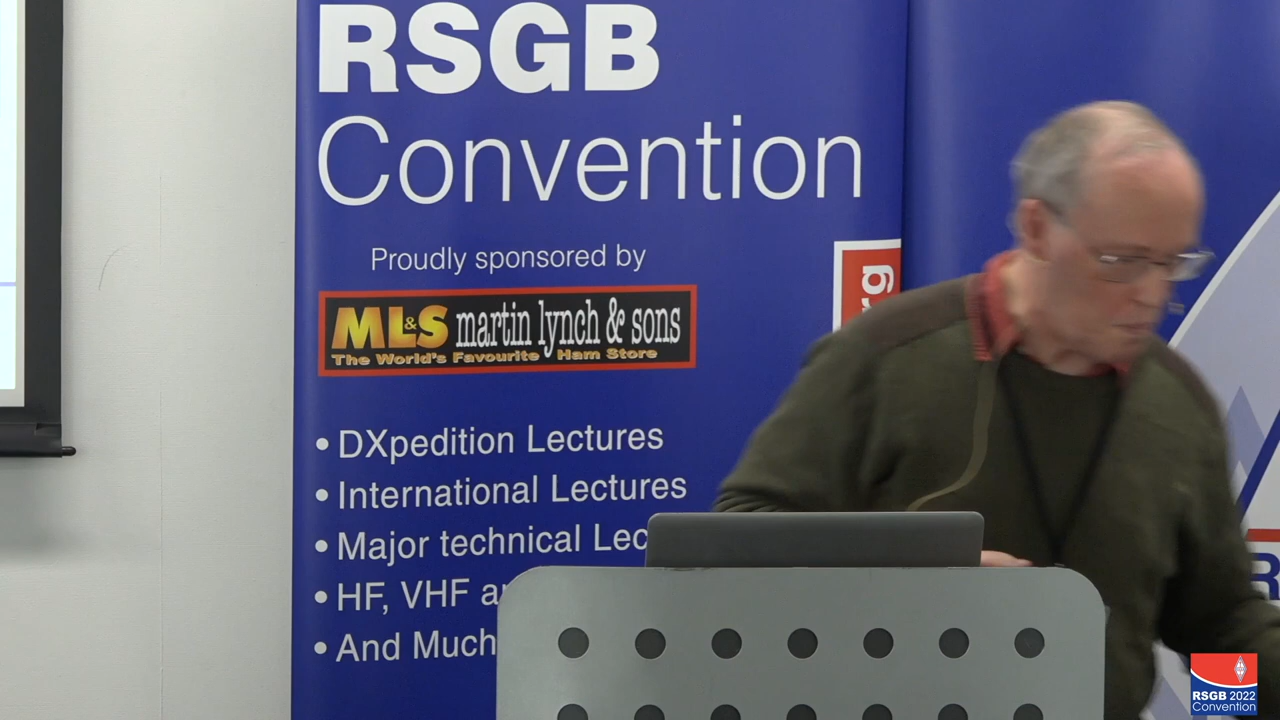 RSGB
Convention
Proudly sponsored by
ML&S martin lynch & sons
The World's Favourite Ham Store
• DXpedition Lectures
• International Lectures
• Major technical Lec
• HF, VHF a
• And Much
rg
R
RSGB 2022
Convention